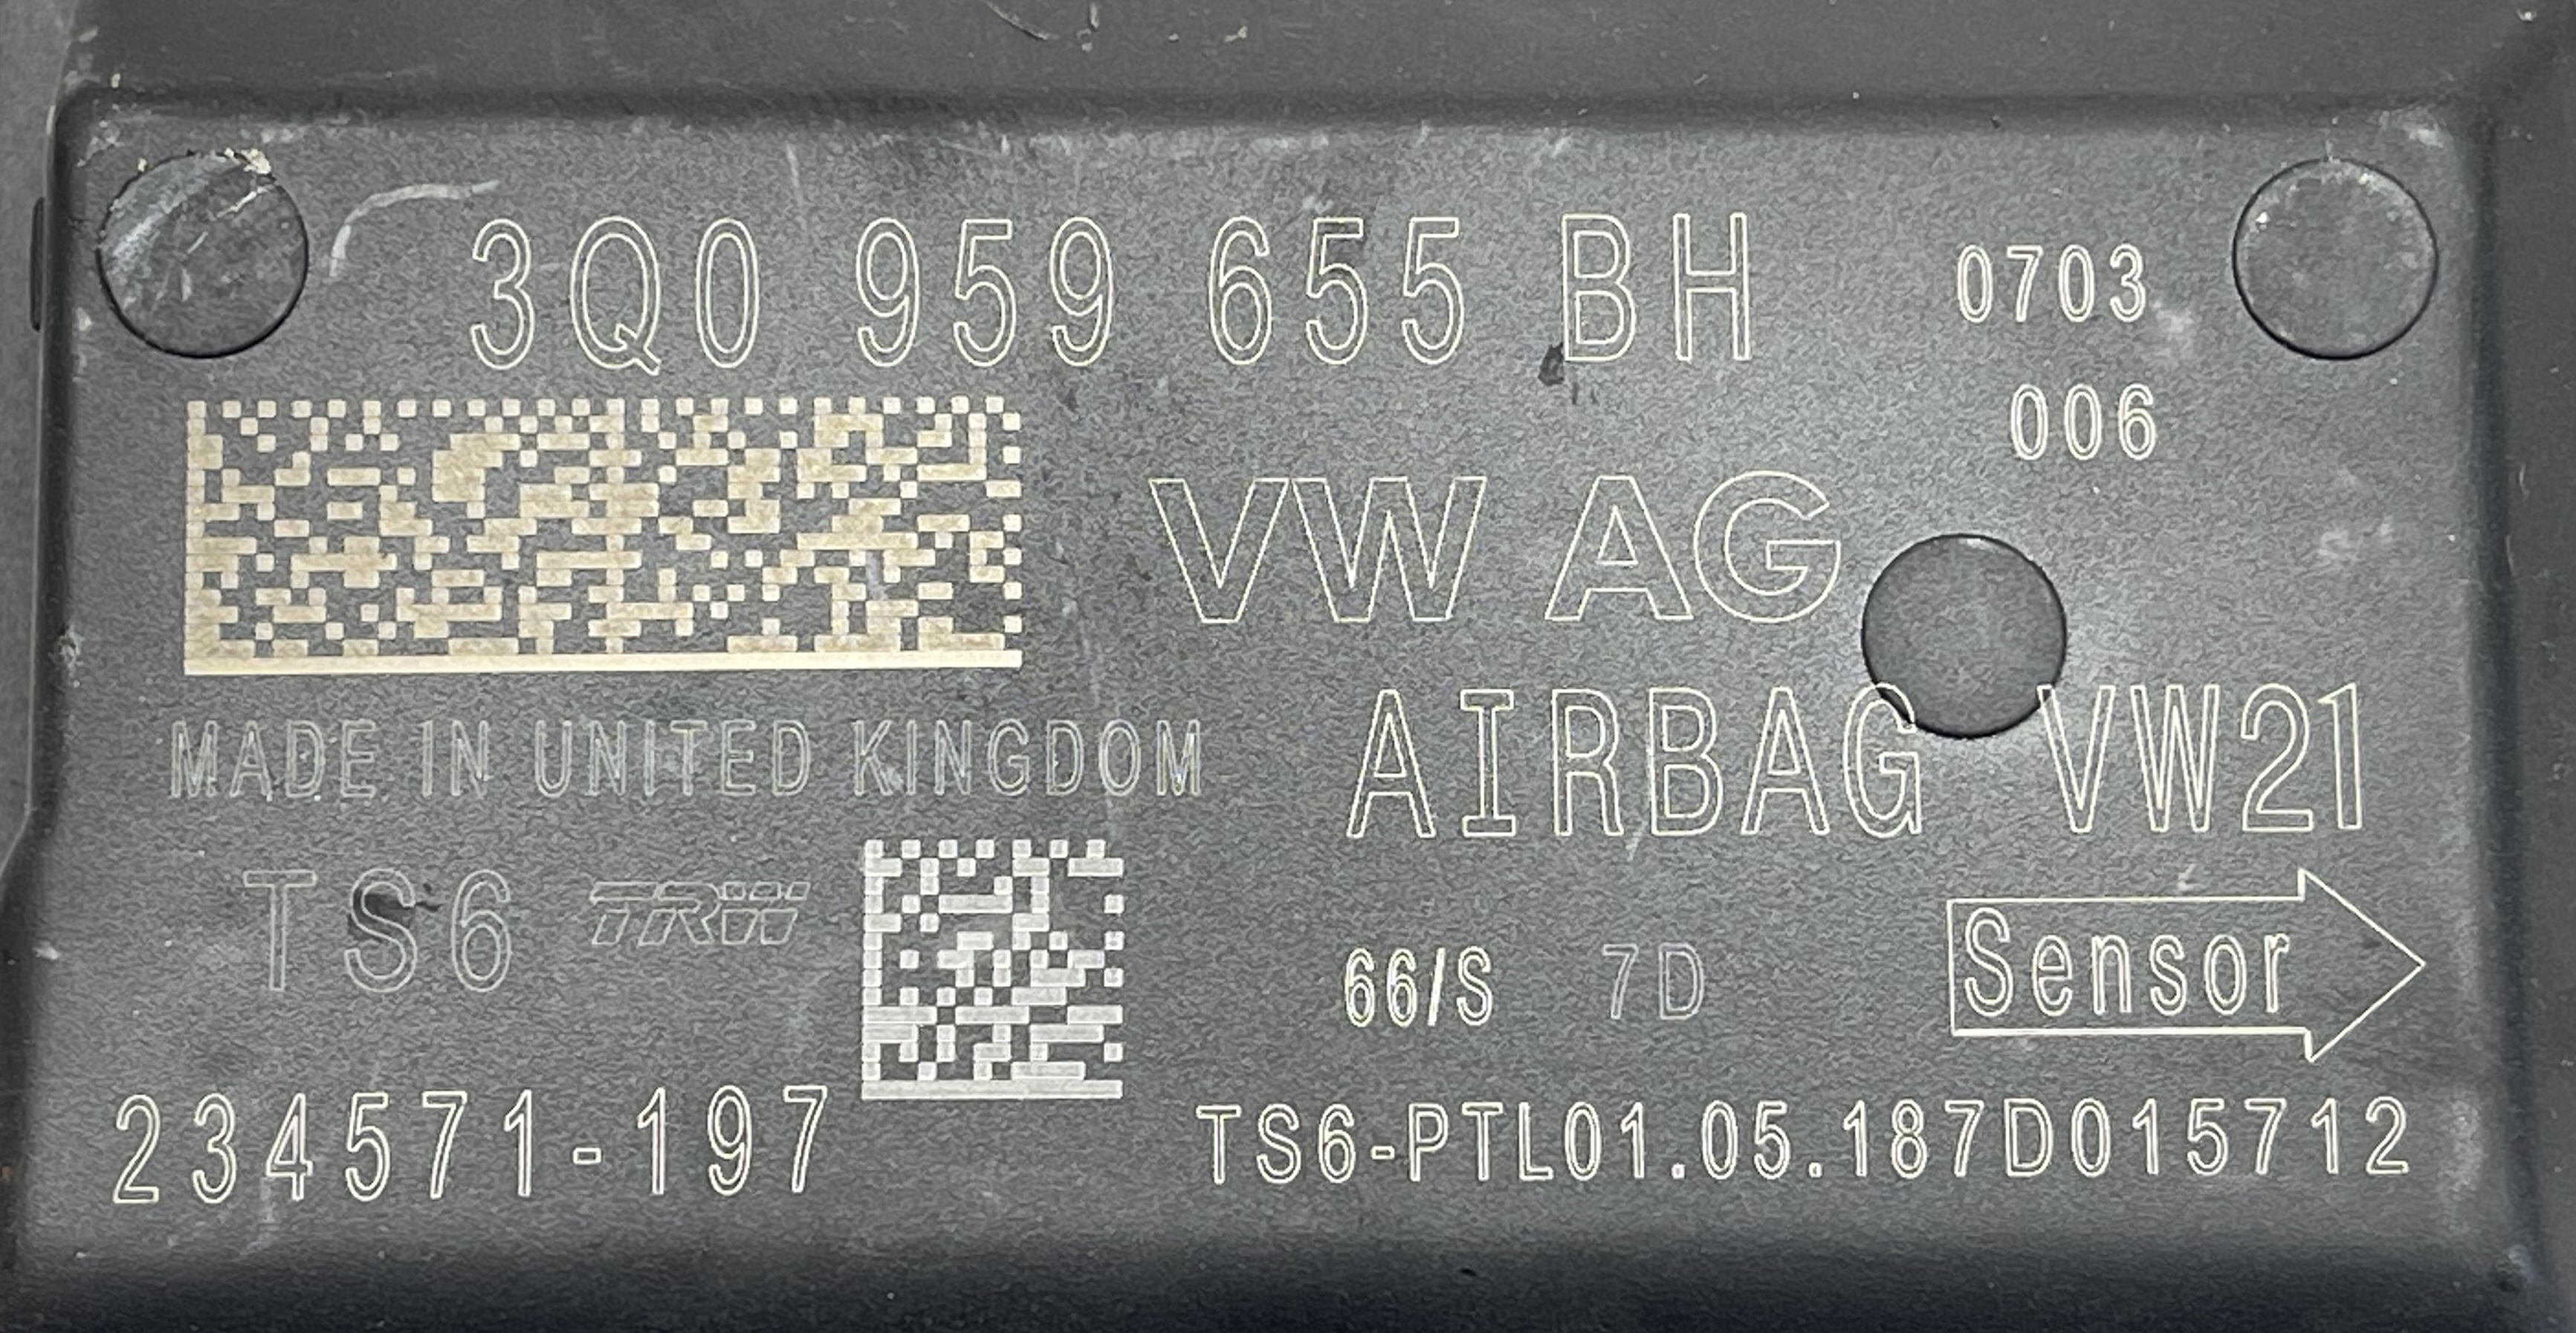 3Q0 959 655 BH 0703
006
VW AG
MADE IN UNITED KINGDOM
AIRBAG VW21
TS6 TRW
66/S 7D Sensor
234571-197
TS6-PTL01.05.187D015712